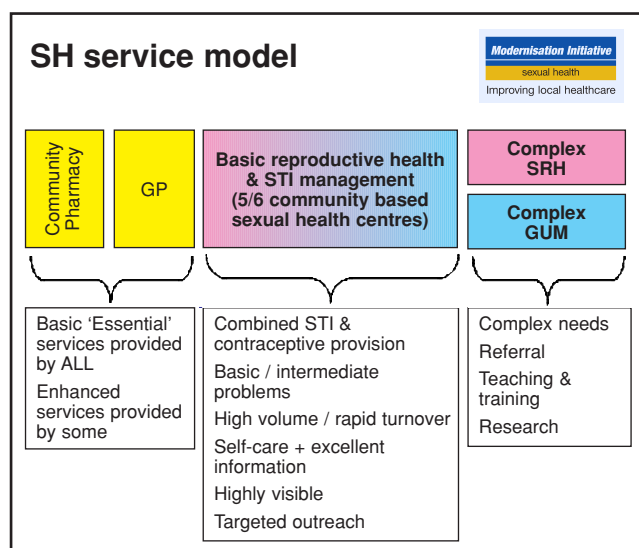 SH service model
Modernisation Initiative
sexual health
Improving local healthcare
Community
Pharmacy
GP
Basic reproductive health
& STI management
(5/6 community based
sexual health centres)
Complex
SRH
Complex
GUM
Basic ‘Essential’
services provided
by ALL
Enhanced
services provided
by some
Combined STI &
contraceptive provision
Basic / intermediate
problems
High volume / rapid turnover
Self-care + excellent
information
Highly visible
Targeted outreach
Complex needs
Referral
Teaching &
training
Research